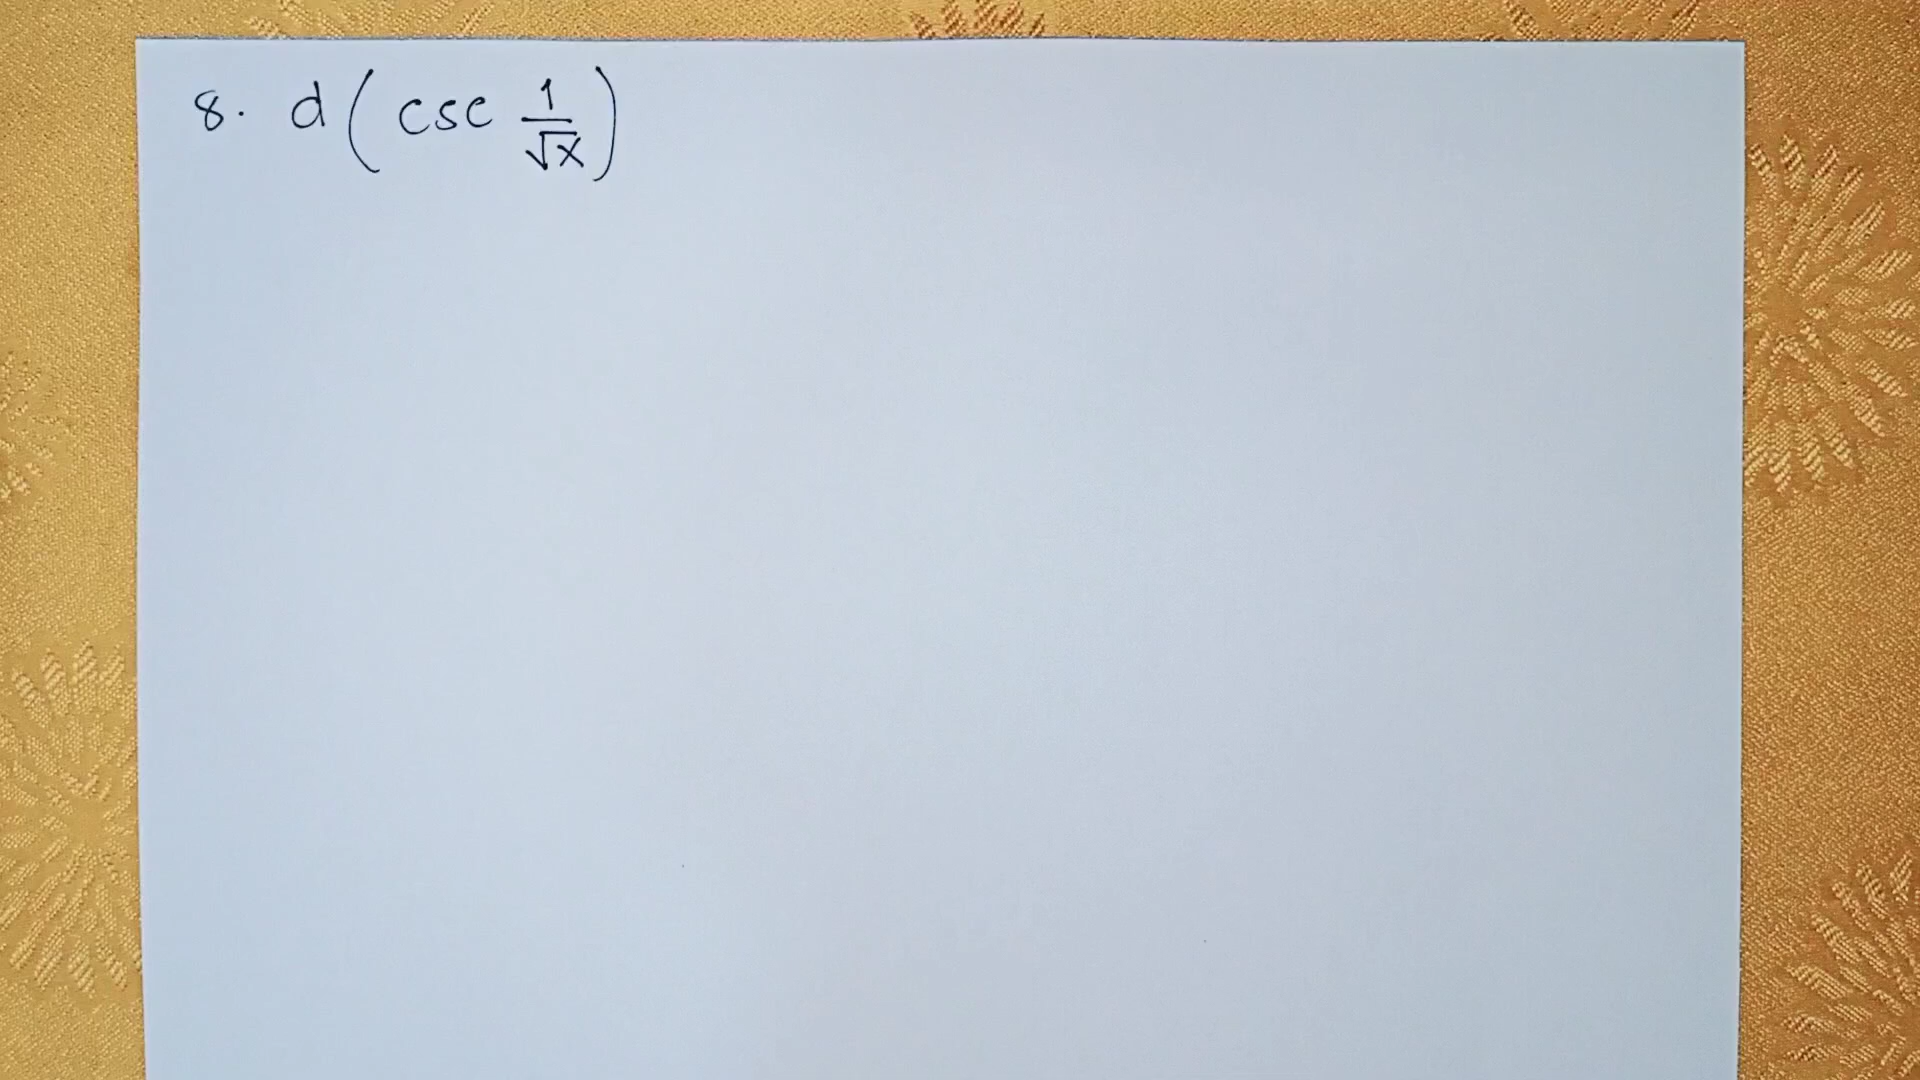 8. d ( csc 1/√x )